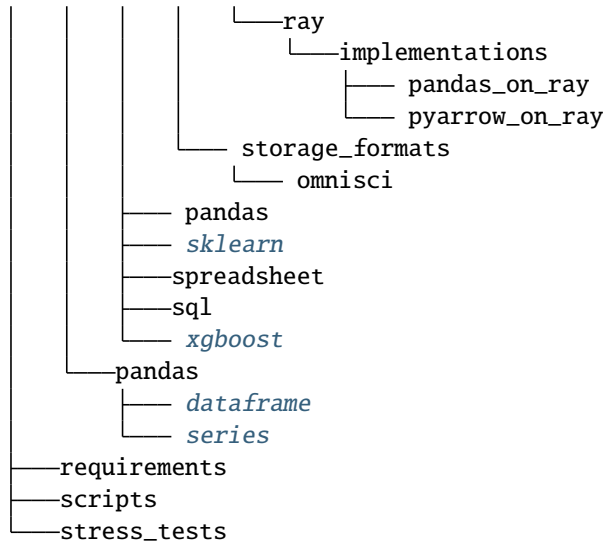 ray
implementations
pandas_on_ray
pyarrow_on_ray
storage_formats
omnisci
pandas
sklearn
spreadsheet
sql
xgboost
pandas
dataframe
series
requirements
scripts
stress_tests